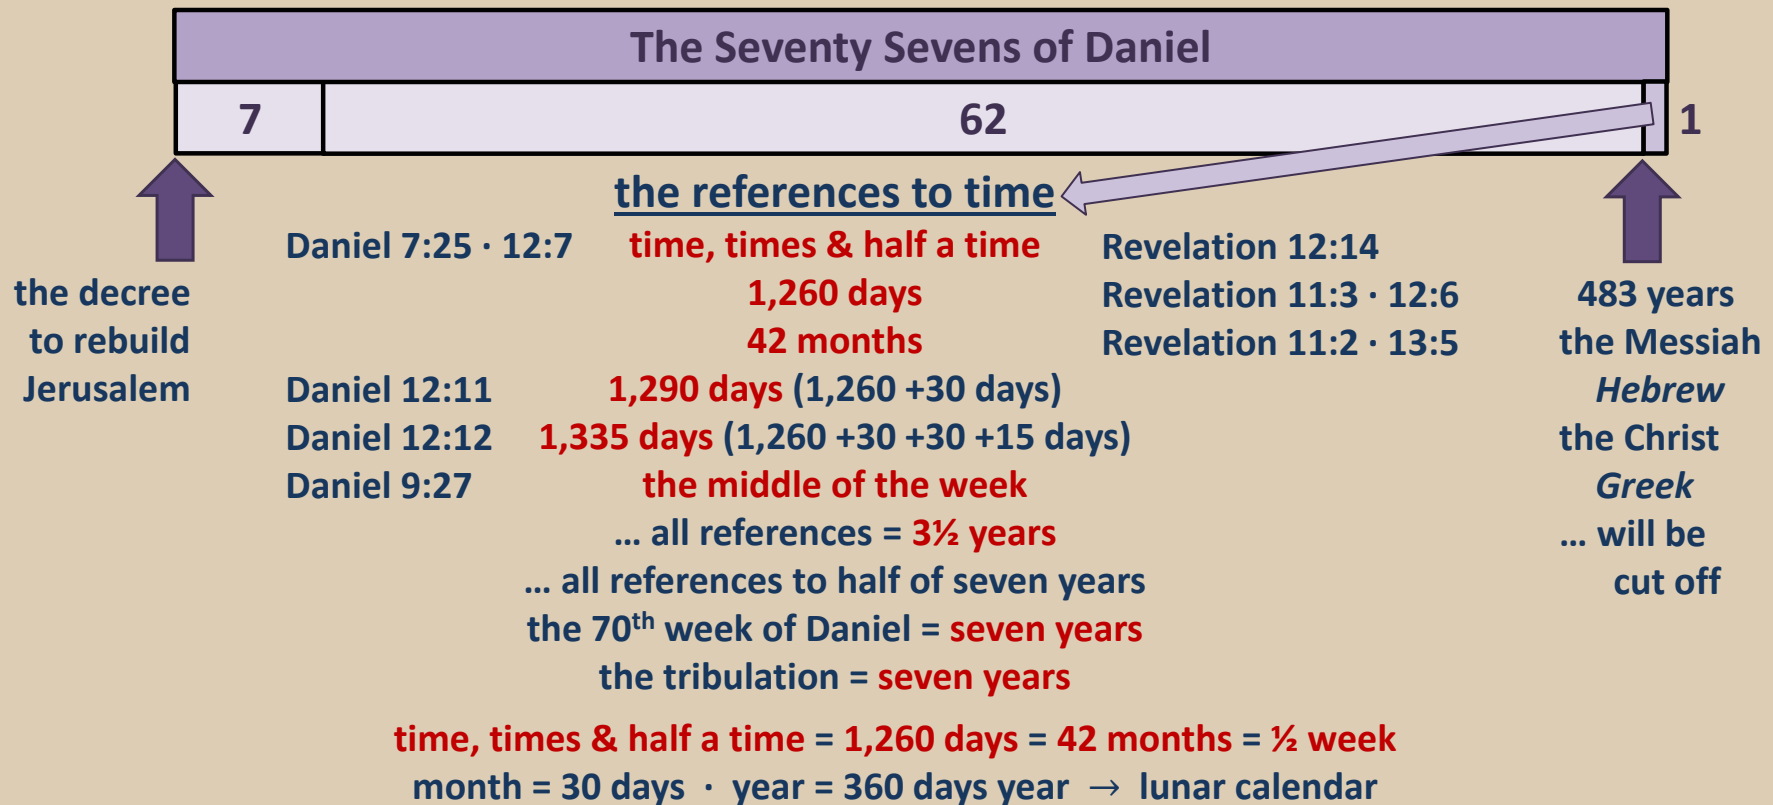 The Seventy Sevens of Daniel
7 62 1
the references to time
Daniel 7:25 · 12:7 time, times & half a time Revelation 12:14
1,260 days Revelation 11:3 · 12:6
42 months Revelation 11:2 · 13:5
Daniel 12:11 1,290 days (1,260 +30 days)
Daniel 12:12 1,335 days (1,260 +30 +30 +15 days)
Daniel 9:27 the middle of the week
... all references = 3½ years
... all references to half of seven years
the 70th week of Daniel = seven years
the tribulation = seven years
the decree
to rebuild
Jerusalem
483 years
the Messiah
Hebrew
the Christ
Greek
... will be
cut off
time, times & half a time = 1,260 days = 42 months = ½ week
month = 30 days · year = 360 days year → lunar calendar